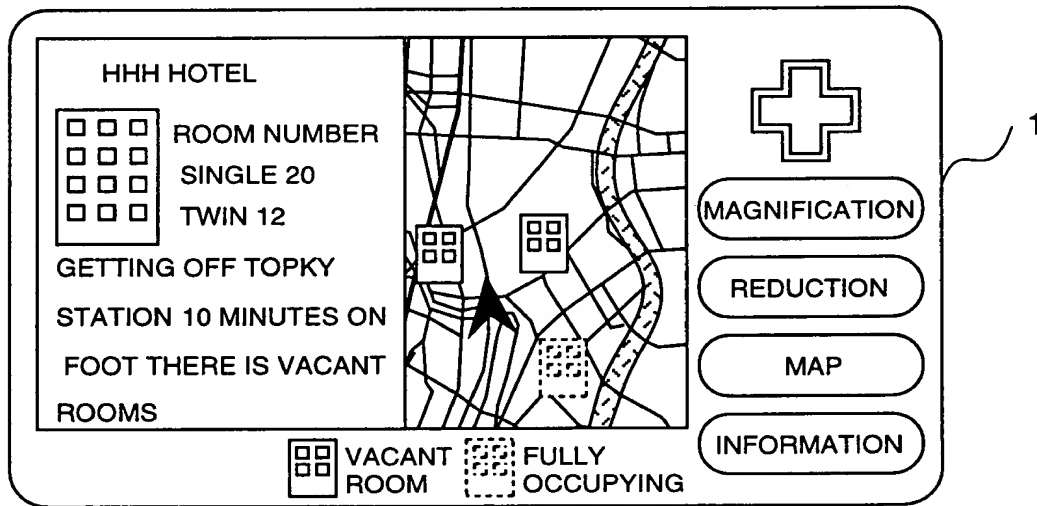 HHH HOTEL
ROOM NUMBER
SINGLE 20
TWIN 12
GETTING OFF TOPKY
STATION 10 MINUTES ON
FOOT THERE IS VACANT
ROOMS
MAGNIFICATION
REDUCTION
MAP
INFORMATION
VACANT
ROOM
FULLY
OCCUPYING
1